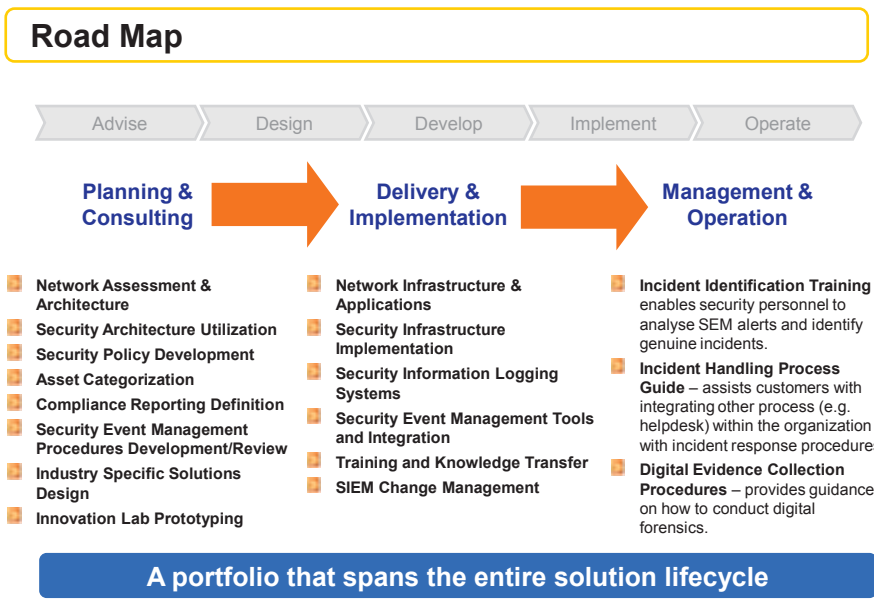 Road Map
Advise
Design
Develop
Implement
Operate
Planning &
Consulting
Delivery &
Implementation
Management &
Operation
Network Assessment &
Architecture
Security Architecture Utilization
Security Policy Development
Asset Categorization
Compliance Reporting Definition
Security Event Management
Procedures Development/Review
Industry Specific Solutions
Design
Innovation Lab Prototyping
Network Infrastructure &
Applications
Security Infrastructure
Implementation
Security Information Logging
Systems
Security Event Management Tools
and Integration
Training and Knowledge Transfer
SIEM Change Management
Incident Identification Training
enables security personnel to
analyse SEM alerts and identify
genuine incidents.
Incident Handling Process
Guide – assists customers with
integrating other process (e.g.
helpdesk) within the organization
with incident response procedures
Digital Evidence Collection
Procedures – provides guidance
on how to conduct digital
forensics.
A portfolio that spans the entire solution lifecycle